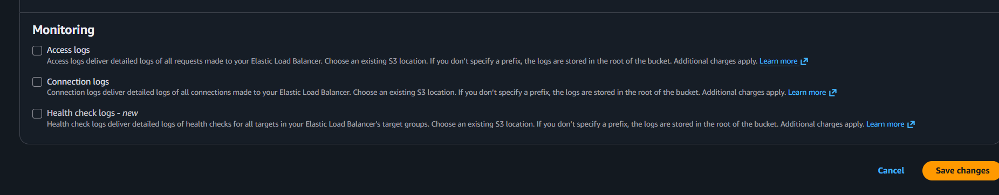 Monitoring
Access logs
Access logs deliver detailed logs of all requests made to your Elastic Load Balancer. Choose an existing S3 location. If you don’t specify a prefix, the logs are stored in the root of the bucket. Additional charges apply. Learn more
Connection logs
Connection logs deliver detailed logs of all connections made to your Elastic Load Balancer. Choose an existing S3 location. If you don’t specify a prefix, the logs are stored in the root of the bucket. Additional charges apply. Learn more
Health check logs - new
Health check logs deliver detailed logs of health checks for all targets in your Elastic Load Balancer's target groups. Choose an existing S3 location. If you don’t specify a prefix, the logs are stored in the root of the bucket. Additional charges apply. Learn more
Cancel Save changes